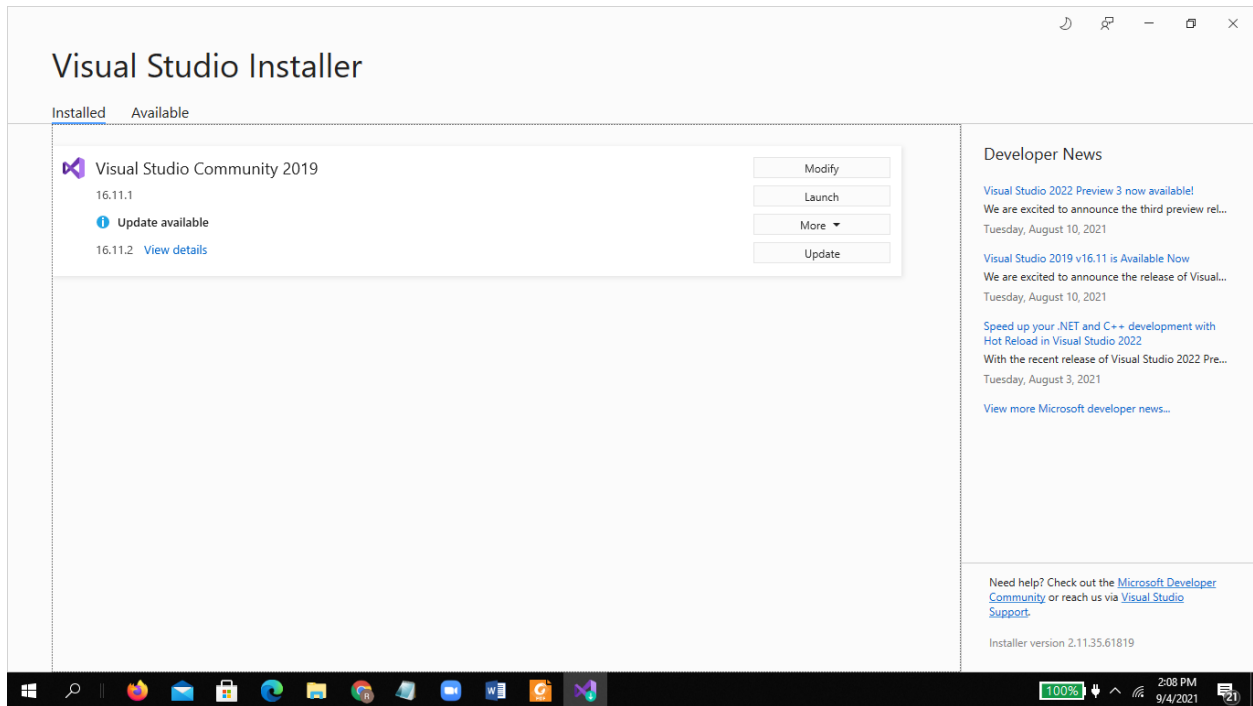 Visual Studio Installer
Installed Available
Visual Studio Community 2019
16.11.1
Update available
16.11.2 View details
Modify
Launch
More
Update
Developer News
Visual Studio 2022 Preview 3 now available!
We are excited to announce the third preview rel...
Tuesday, August 10, 2021
Visual Studio 2019 v16.11 is Available Now
We are excited to announce the release of Visual...
Tuesday, August 10, 2021
Speed up your .NET and C++ development with
Hot Reload in Visual Studio 2022
With the recent release of Visual Studio 2022 Pre...
Tuesday, August 3, 2021
View more Microsoft developer news...
Need help? Check out the Microsoft Developer
Community or reach us via Visual Studio
Support.
Installer version 2.11.35.61819
100%
2:08 PM
9/4/2021
21